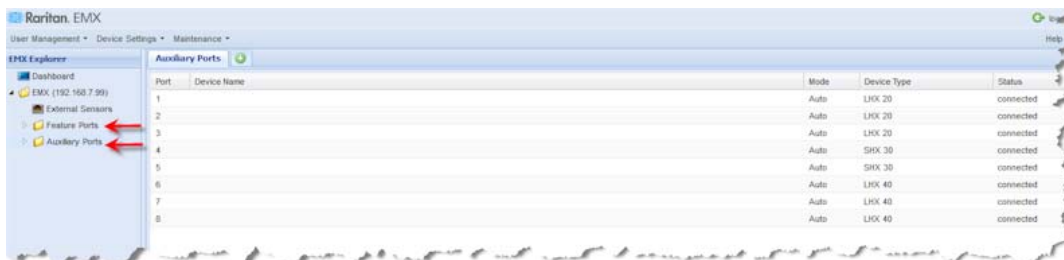 Raritan. EMX
User Management Device Settings Maintenance Help
EMX Explorer
Dashboard
EMX (192.168.7.99)
External Sensors
Feature Ports
Auxiliary Ports
Auxiliary Ports
Port Device Name Mode Device Type Status
1 Auto LHX 20 connected
2 Auto LHX 20 connected
3 Auto LHX 20 connected
4 Auto SHX 30 connected
5 Auto SHX 30 connected
6 Auto LHX 40 connected
7 Auto LHX 40 connected
8 Auto LHX 40 connected